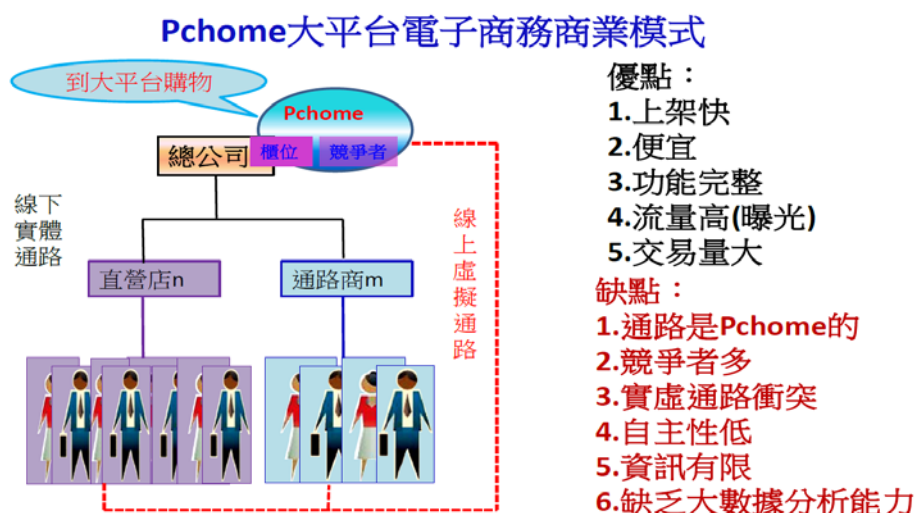 Pchome大平台電子商務商業模式
到大平台購物
Pchome
總公司
櫃位
競爭者
線下
實體
通路
直營店n
通路商m
線上虛擬通路
優點：
1.上架快
2.便宜
3.功能完整
4.流量高(曝光)
5.交易量大
缺點：
1.通路是Pchome的
2.競爭者多
3.實虛通路衝突
4.自主性低
5.資訊有限
6.缺乏大數據分析能力